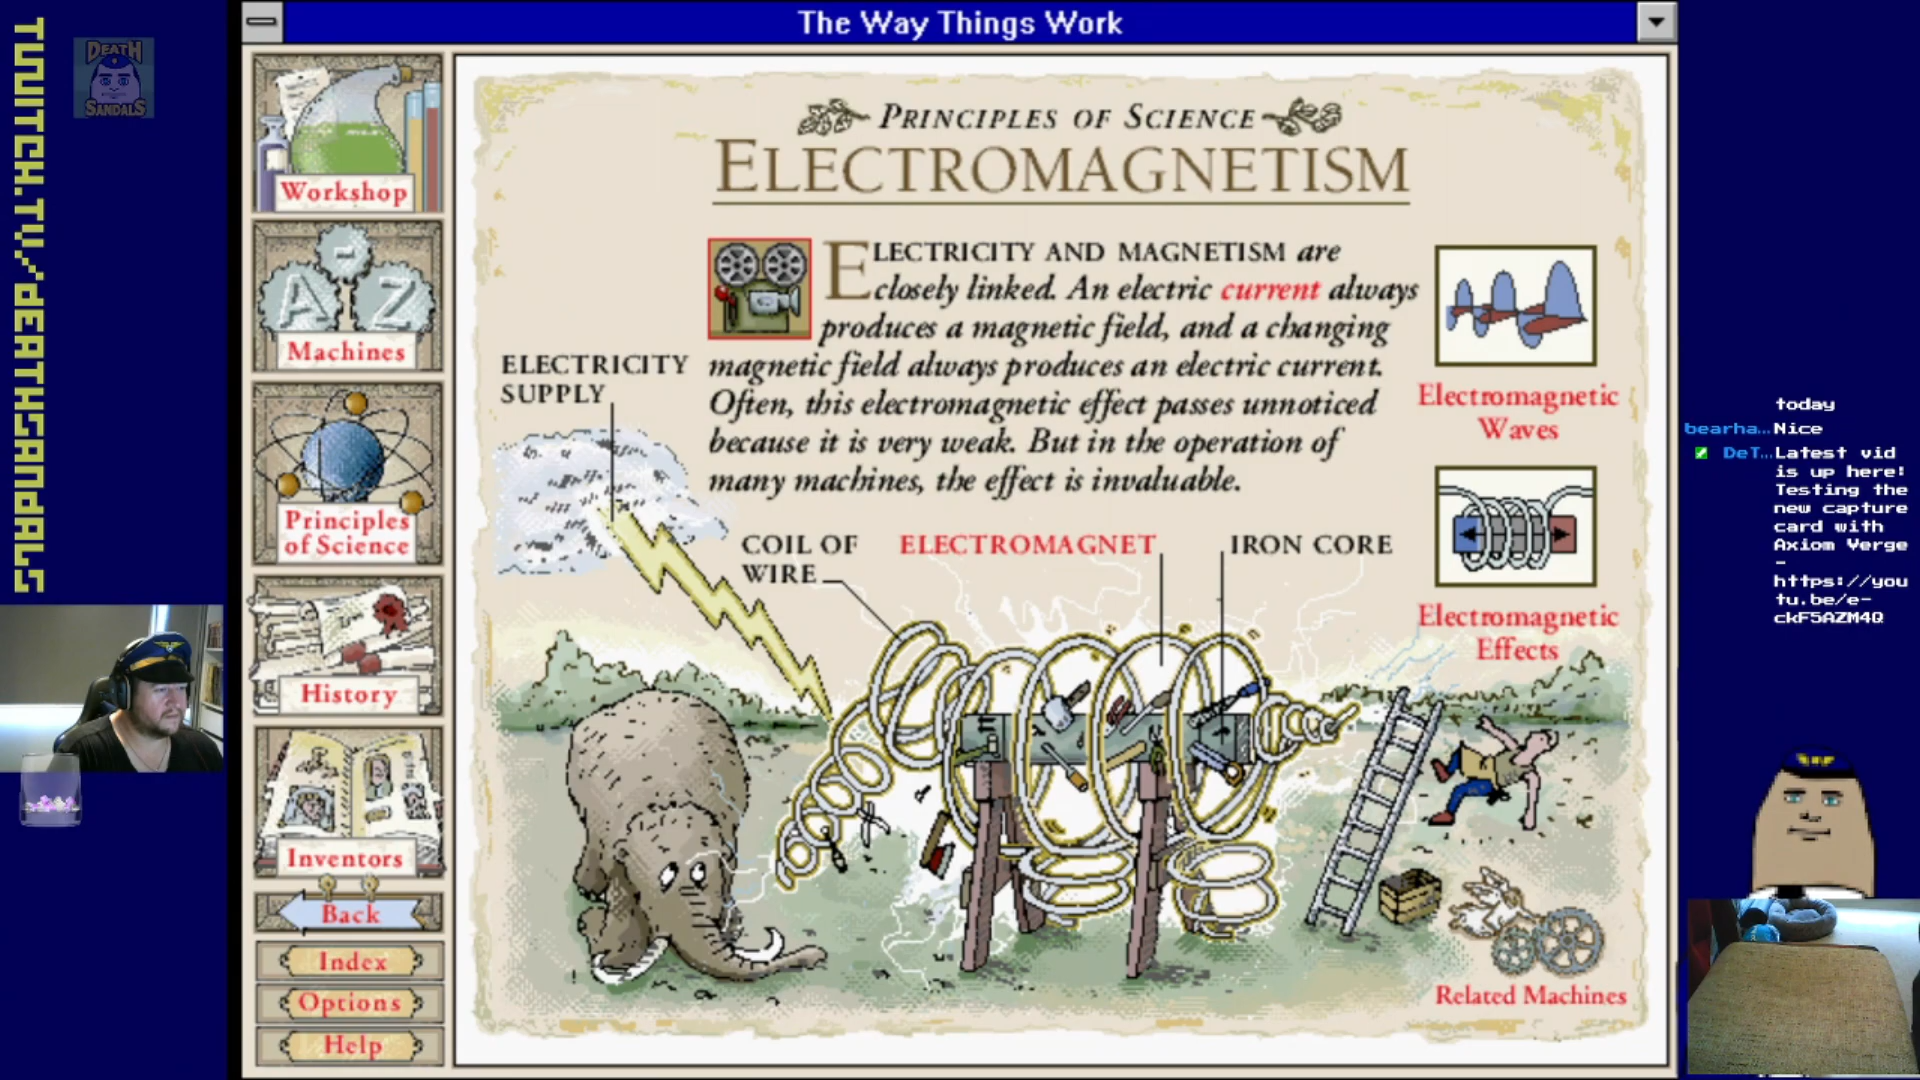 TWITCH.TV/DEATHSANDALS
DEATH
SANDALS
The Way Things Work
Workshop
A - Z
Machines
Principles
of Science
History
Inventors
Back
Index
Options
Help
PRINCIPLES OF SCIENCE
ELECTROMAGNETISM
ELECTRICITY AND MAGNETISM are
closely linked. An electric current always
produces a magnetic field, and a changing
magnetic field always produces an electric current.
Often, this electromagnetic effect passes unnoticed
because it is very weak. But in the operation of
many machines, the effect is invaluable.
ELECTRICITY
SUPPLY
COIL OF
WIRE
ELECTROMAGNET
IRON CORE
Electromagnetic
Waves
Electromagnetic
Effects
Related Machines
today
bearha...Nice
DeT...Latest vid
is up here!
Testing the
new capture
card with
Axiom Verge
-
https://you
tu.be/e-
ckF5AZM4Q